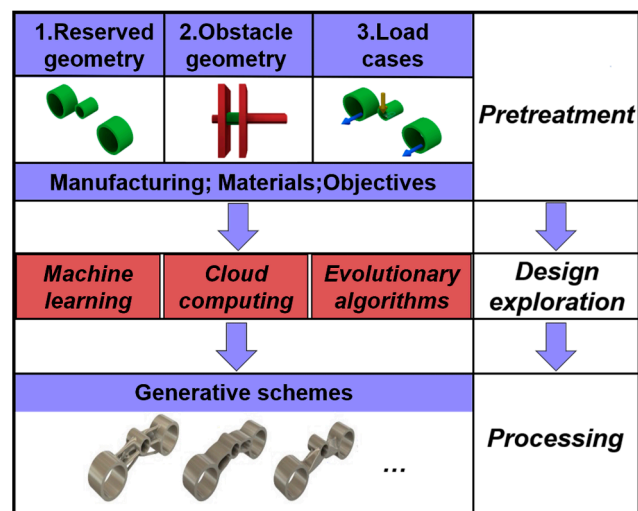 1.Reserved
geometry
2.Obstacle
geometry
3.Load
cases
Pretreatment
Manufacturing; Materials;Objectives
Machine
learning
Cloud
computing
Evolutionary
algorithms
Design
exploration
Generative schemes
...
Processing